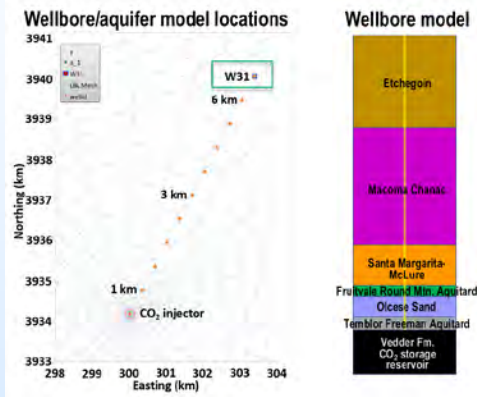 Wellbore/aquifer model locations
3941
3940
3939
3938
3937
3936
3935
3934
3933
Northing (km)
W31
6 km
3 km
1 km
CO₂ injector
298 299 300 301 302 303 304
Easting (km)
Wellbore model
Etchegoin
Macoma Chanac
Santa Margarita-
McLure
Fruitvale Round Mtn. Aquitard
Olcese Sand
Temblor Freeman Aquitard
Vedder Fm.
CO₂ storage
reservoir